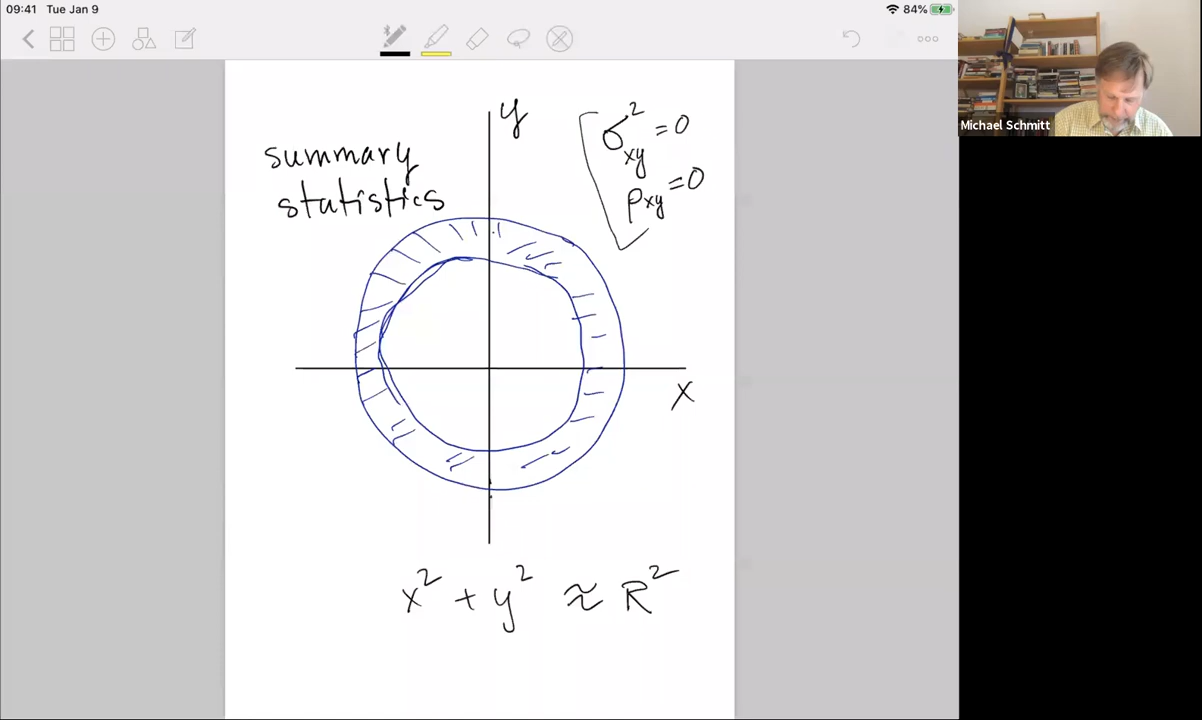 09:41 Tue Jan 9
84%
Michael Schmitt
y
σ²xy = 0
ρxy = 0
summary
statistics
x
x² + y² ≈ R²